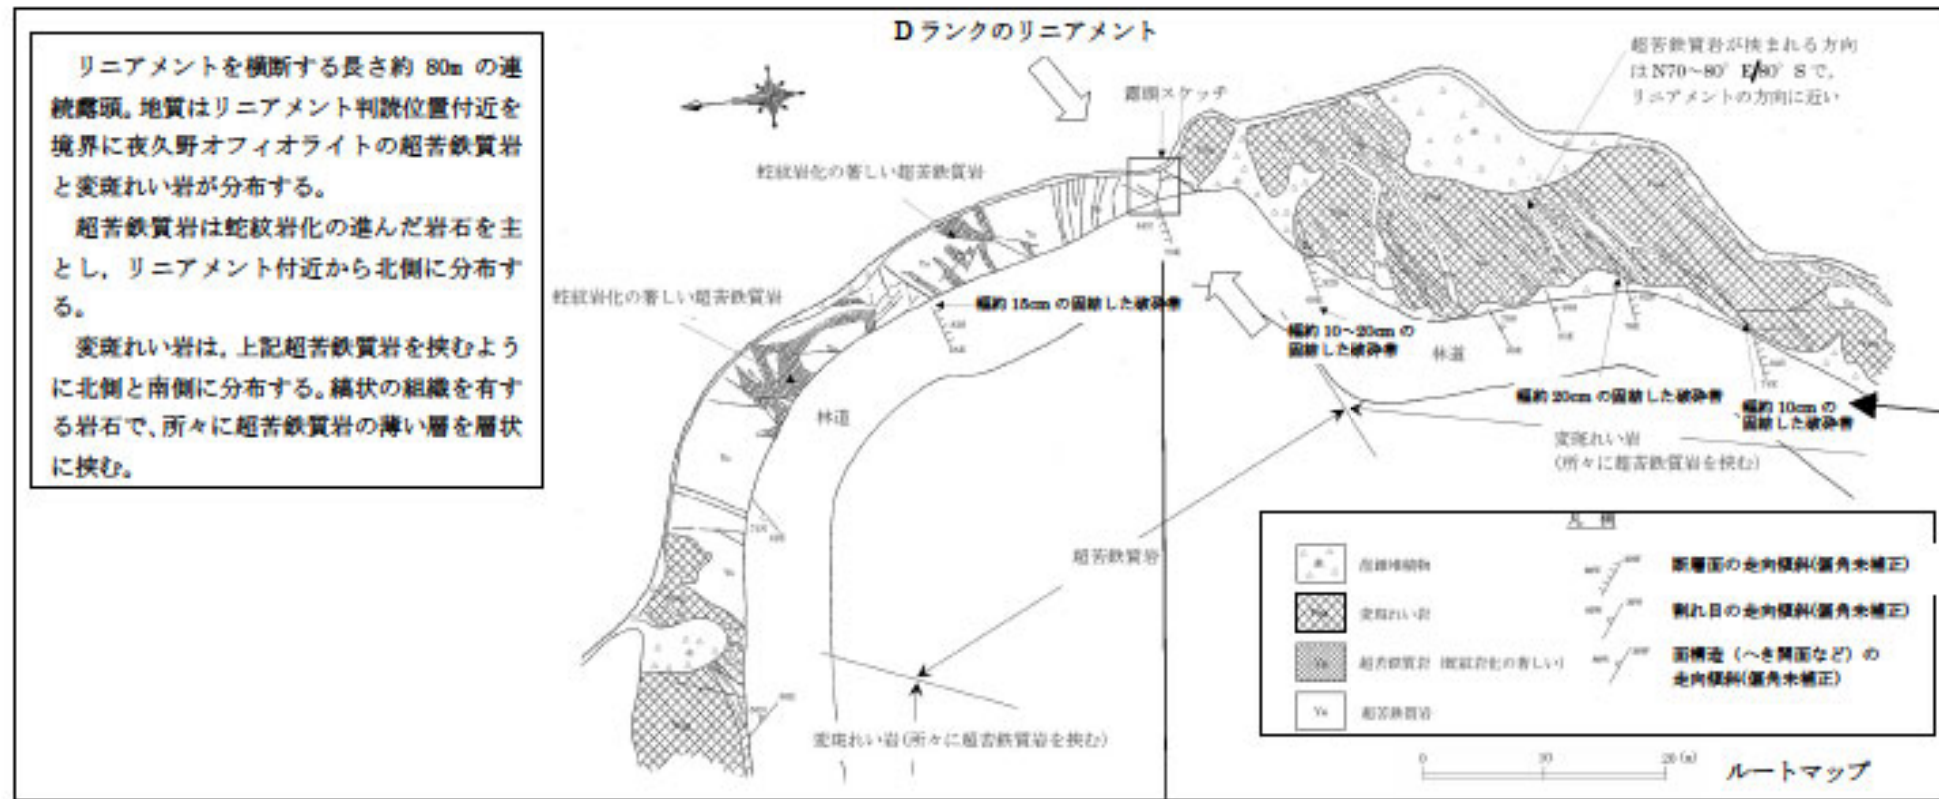 リニアメントを横断する長さ約 80m の連
続露頭。地質はリニアメント判読位置付近を
境界に夜久野オフィオライトの超苦鉄質岩
と変斑れい岩が分布する。
超苦鉄質岩は蛇紋岩化の進んだ岩石を主
とし、リニアメント付近から北側に分布す
る。
変斑れい岩は、上記超苦鉄質岩を挟むよう
に北側と南側に分布する。縞状の組織を有す
る岩石で、所々に超苦鉄質岩の薄い層を層状
に挟む。
D ランクのリニアメント
露頭スケッチ
超苦鉄質岩が挟まれる方向
はN70~80°E/80°Sで,
リニアメントの方向に近い
蛇紋岩化の著しい超苦鉄質岩
蛇紋岩化の著しい超苦鉄質岩
幅約 15cm の固結した破砕帯
幅約 10~20cm の
固結した破砕帯
林道
幅約 20cm の固結した破砕帯
幅約 10cm の
固結した破砕帯
林道
変斑れい岩
(所々に超苦鉄質岩を挟む)
超苦鉄質岩
変斑れい岩(所々に超苦鉄質岩を挟む)
凡例
崖錐堆積物
変斑れい岩
超苦鉄質岩 (蛇紋岩化の著しい)
Yu
超苦鉄質岩
断層面の走向傾斜(偏角未補正)
割れ目の走向傾斜(偏角未補正)
面構造(へき開面など)の
走向傾斜(偏角未補正)
0 10 20 (m)
ルートマップ